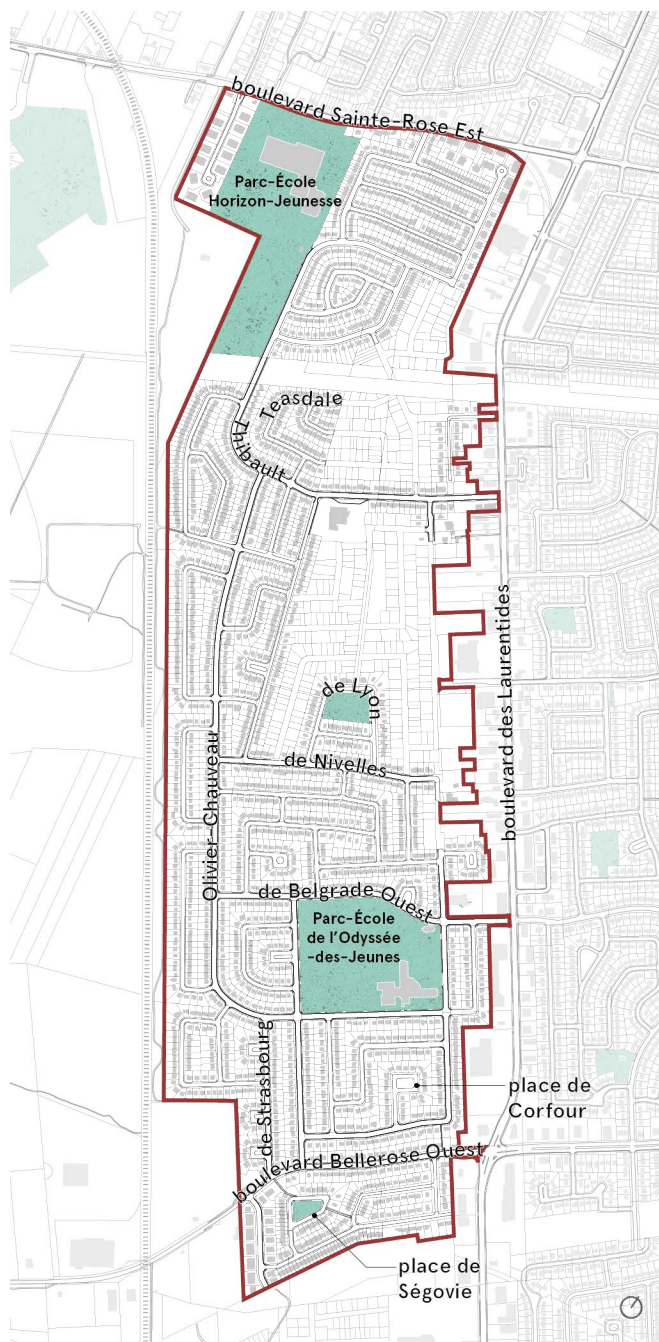 boulevard Sainte-Rose Est
Parc-École
Horizon-Jeunesse
Teasdale
Thibault
boulevard des Laurentides
de Lyon
de Nivelles
Olivier-Chauveau
de Belgrade Ouest
Parc-École
de l'Odyssée
-des-Jeunes
de Strasbourg
place de
Corfour
boulevard Bellerose Ouest
place de
Ségovie